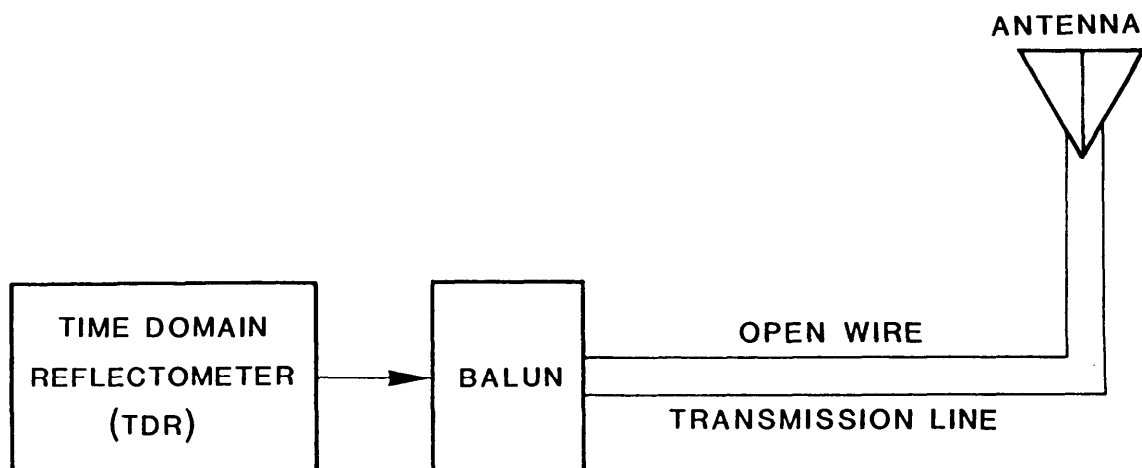 ANTENNA
TIME DOMAIN
REFLECTOMETER
(TDR)
BALUN
OPEN WIRE
TRANSMISSION LINE